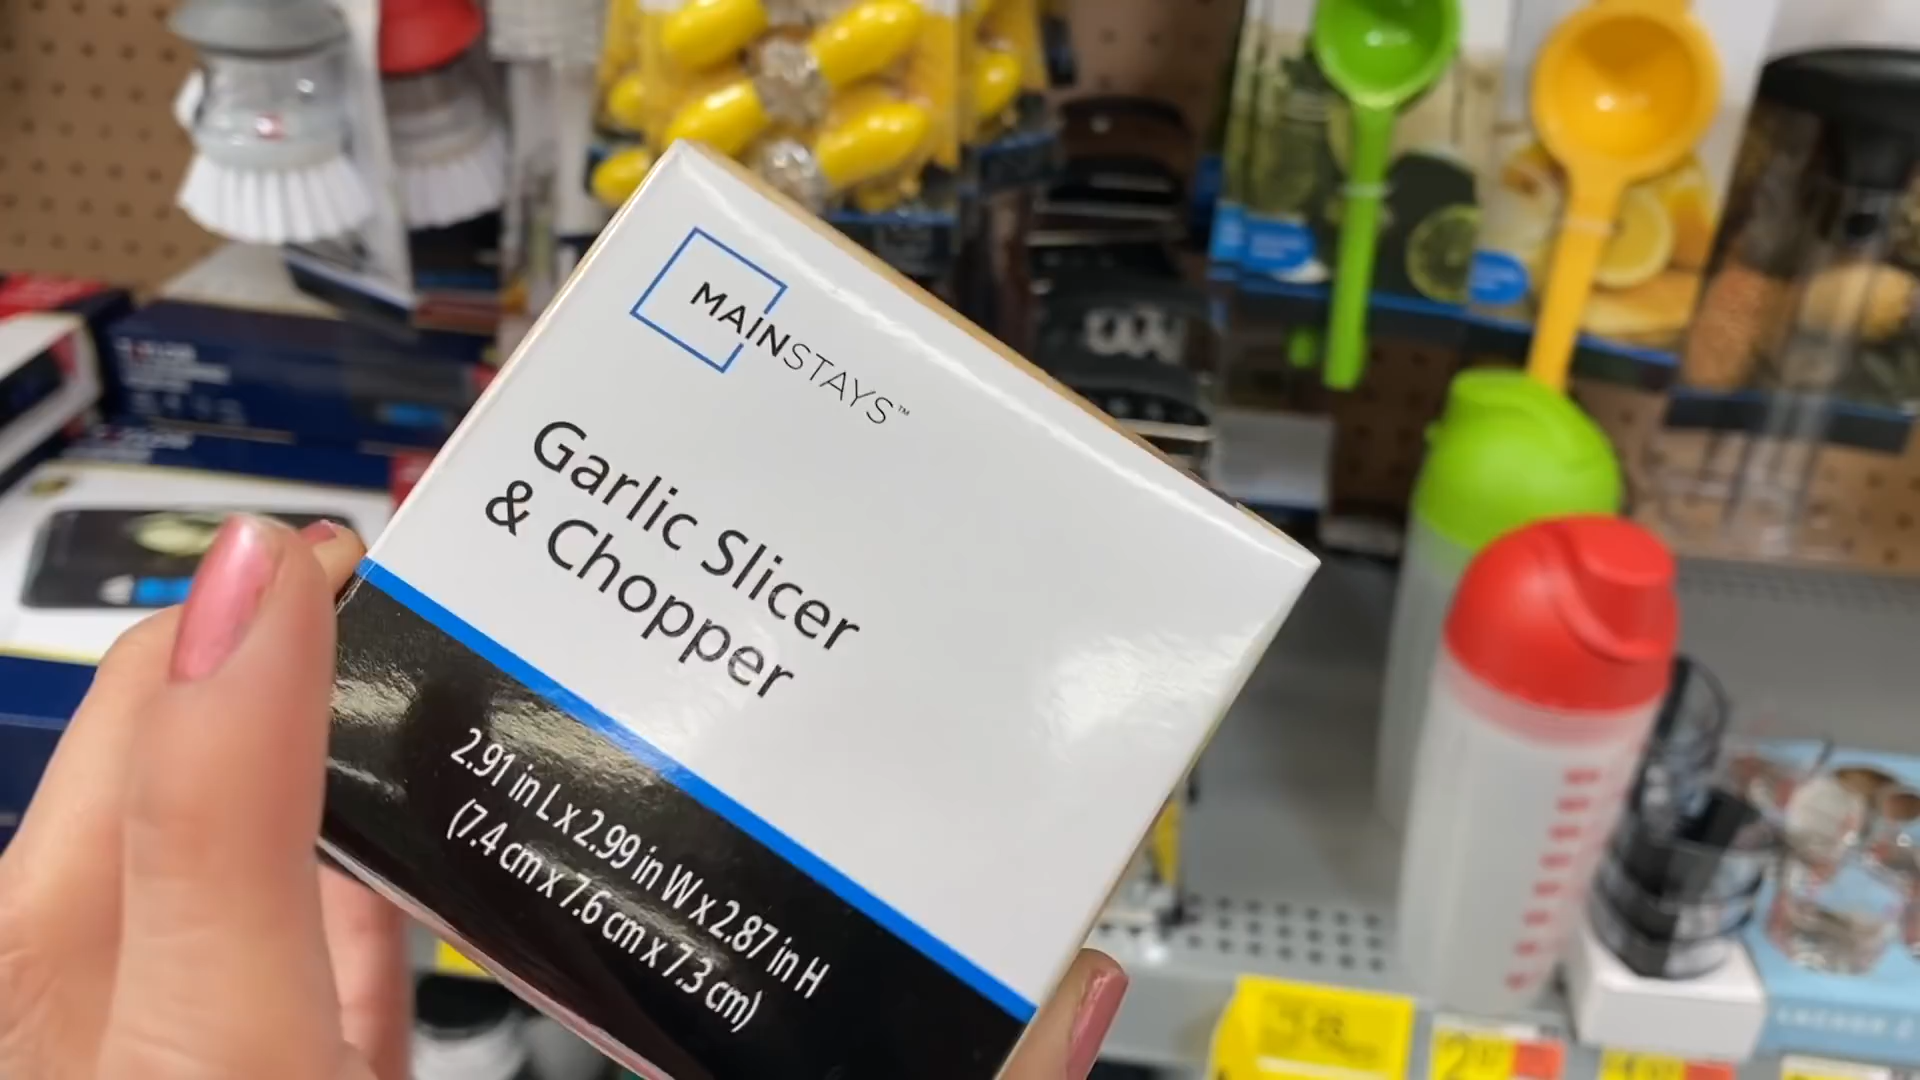 MAINSTAYS™
Garlic Slicer
& Chopper
2.91 in L x 2.99 in W x 2.87 in H
(7.4 cm x 7.6 cm x 7.3 cm)